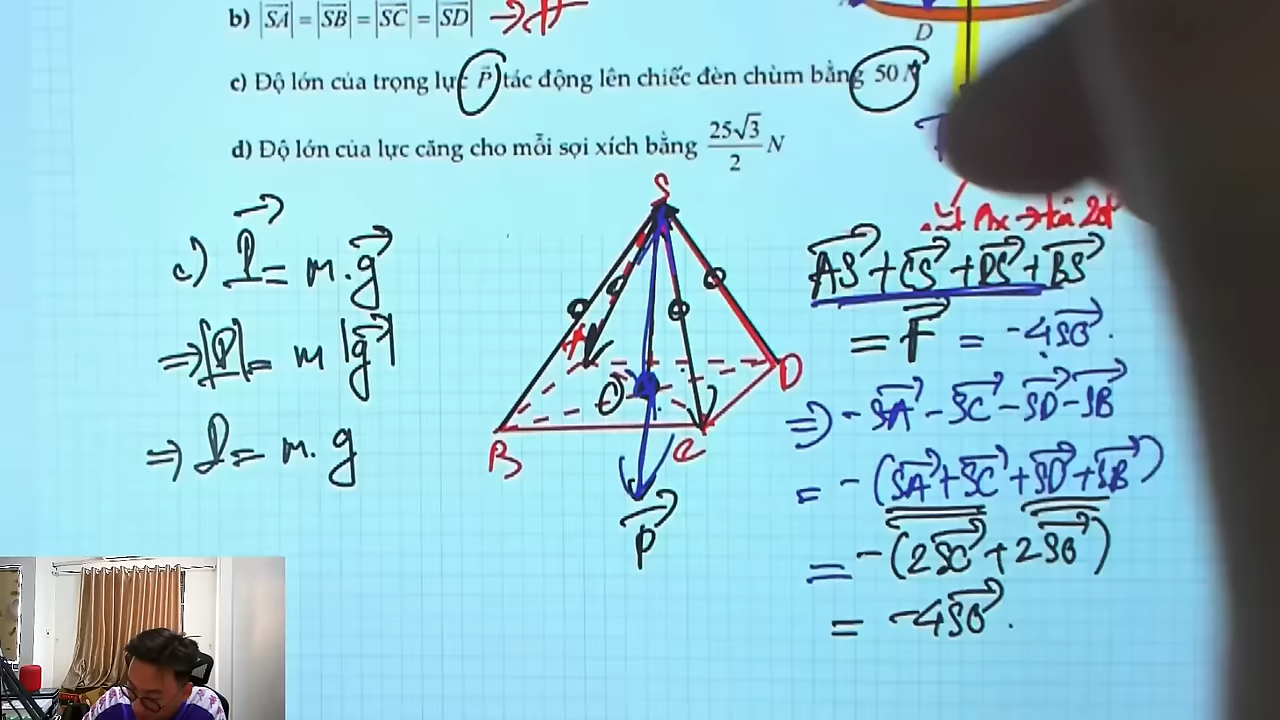 b) |SA| = |SB| = |SC| = |SD|
D
c) Độ lớn của trọng lực P tác động lên chiếc đèn chùm bằng 50 N
d) Độ lớn của lực căng cho mỗi sợi xích bằng 25√3/2 N
S
c) P = m.g
AS + CS + DS + BS
⇒ |P| = m |g|
= F = -4SO.
A
D
O
⇒ -SA - SC - SD - SB
⇒ P = m.g
B
C
= -(SA + SC + SD + SB)
P
= -(2SO + 2SO)
= -4SO.